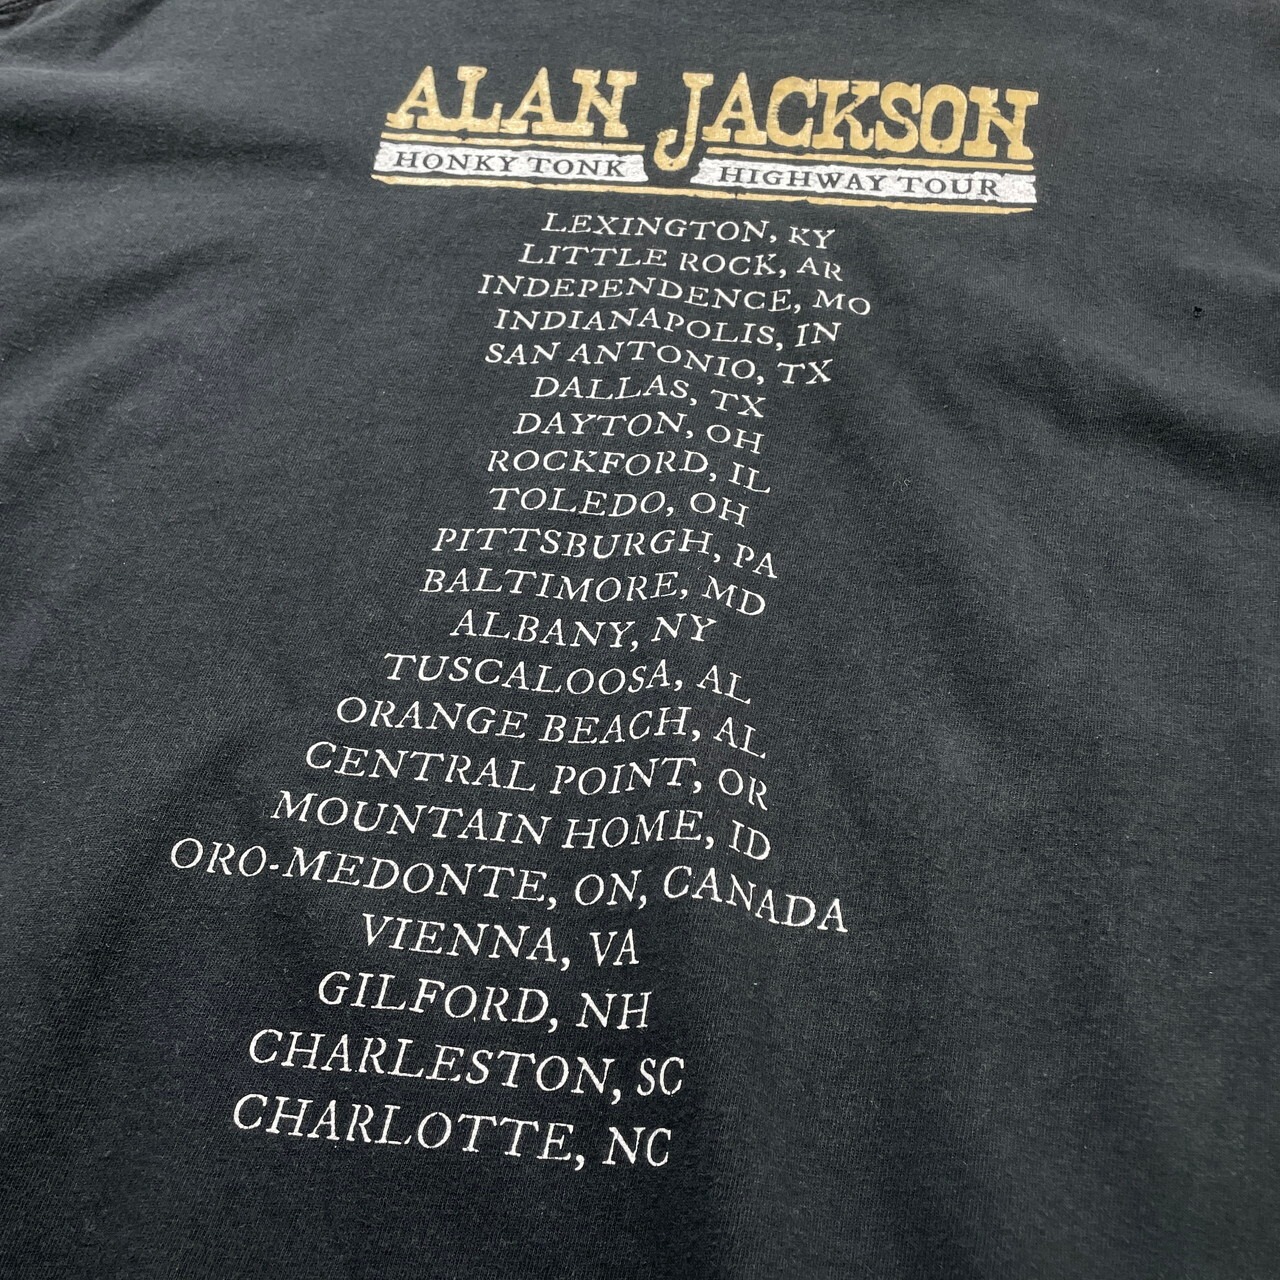 ALAN JACKSON
HONKY TONK HIGHWAY TOUR
LEXINGTON, KY
LITTLE ROCK, AR
INDEPENDENCE, MO
INDIANAPOLIS, IN
SAN ANTONIO, TX
DALLAS, TX
DAYTON, OH
ROCKFORD, IL
TOLEDO, OH
PITTSBURGH, PA
BALTIMORE, MD
ALBANY, NY
TUSCALOOSA, AL
ORANGE BEACH, AL
CENTRAL POINT, OR
MOUNTAIN HOME, ID
ORO-MEDONTE, ON, CANADA
VIENNA, VA
GILFORD, NH
CHARLESTON, SC
CHARLOTTE, NC